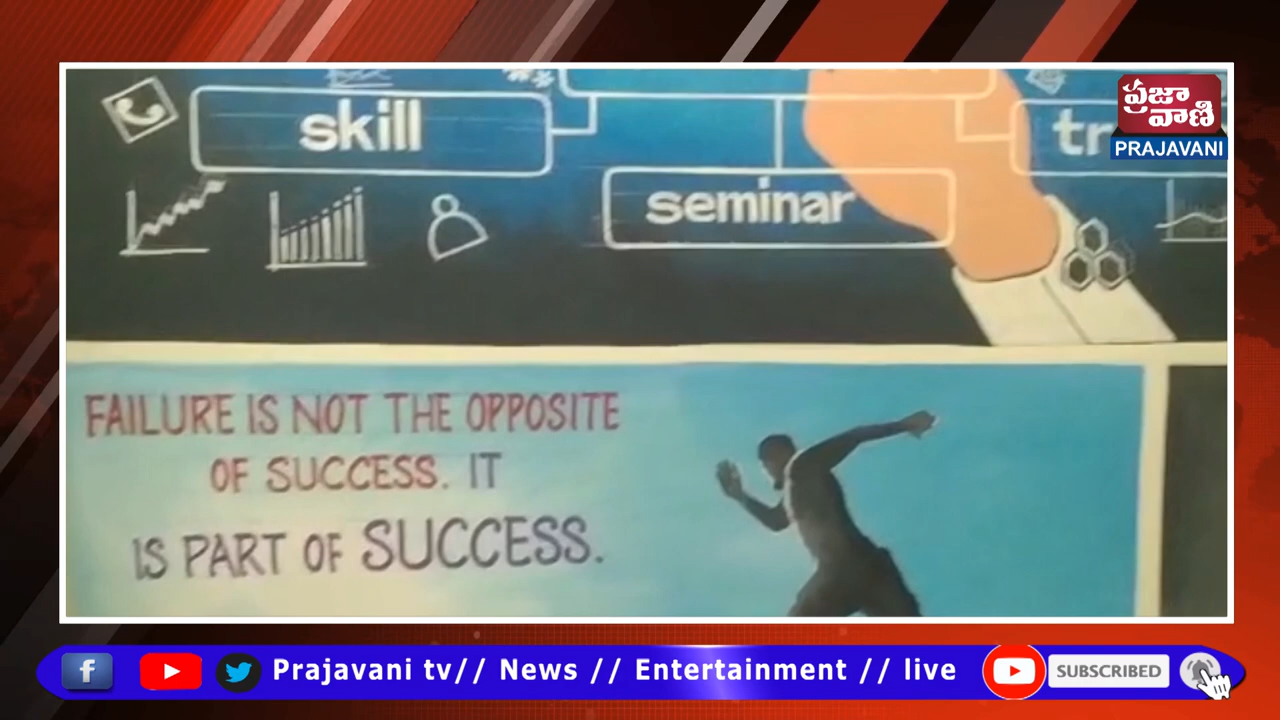 skill
seminar
ప్రజా
వాణి
PRAJAVANI
FAILURE IS NOT THE OPPOSITE
OF SUCCESS. IT
IS PART OF SUCCESS.
Prajavani tv// News // Entertainment // live
SUBSCRIBED